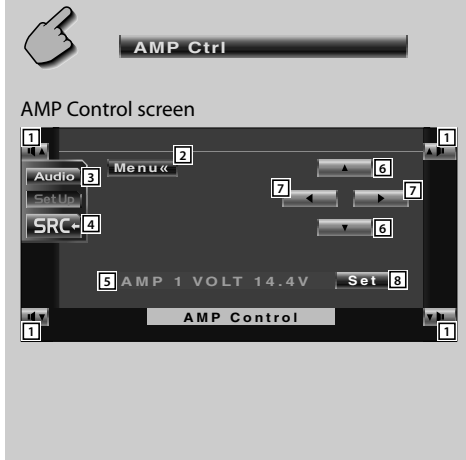 AMP Ctrl
AMP Control screen
1 1
2
Menu« 6
Audio 3
7 7
SetUp
SRC 4 6
5 AMP 1 VOLT 14.4V Set 8
AMP Control
1 1